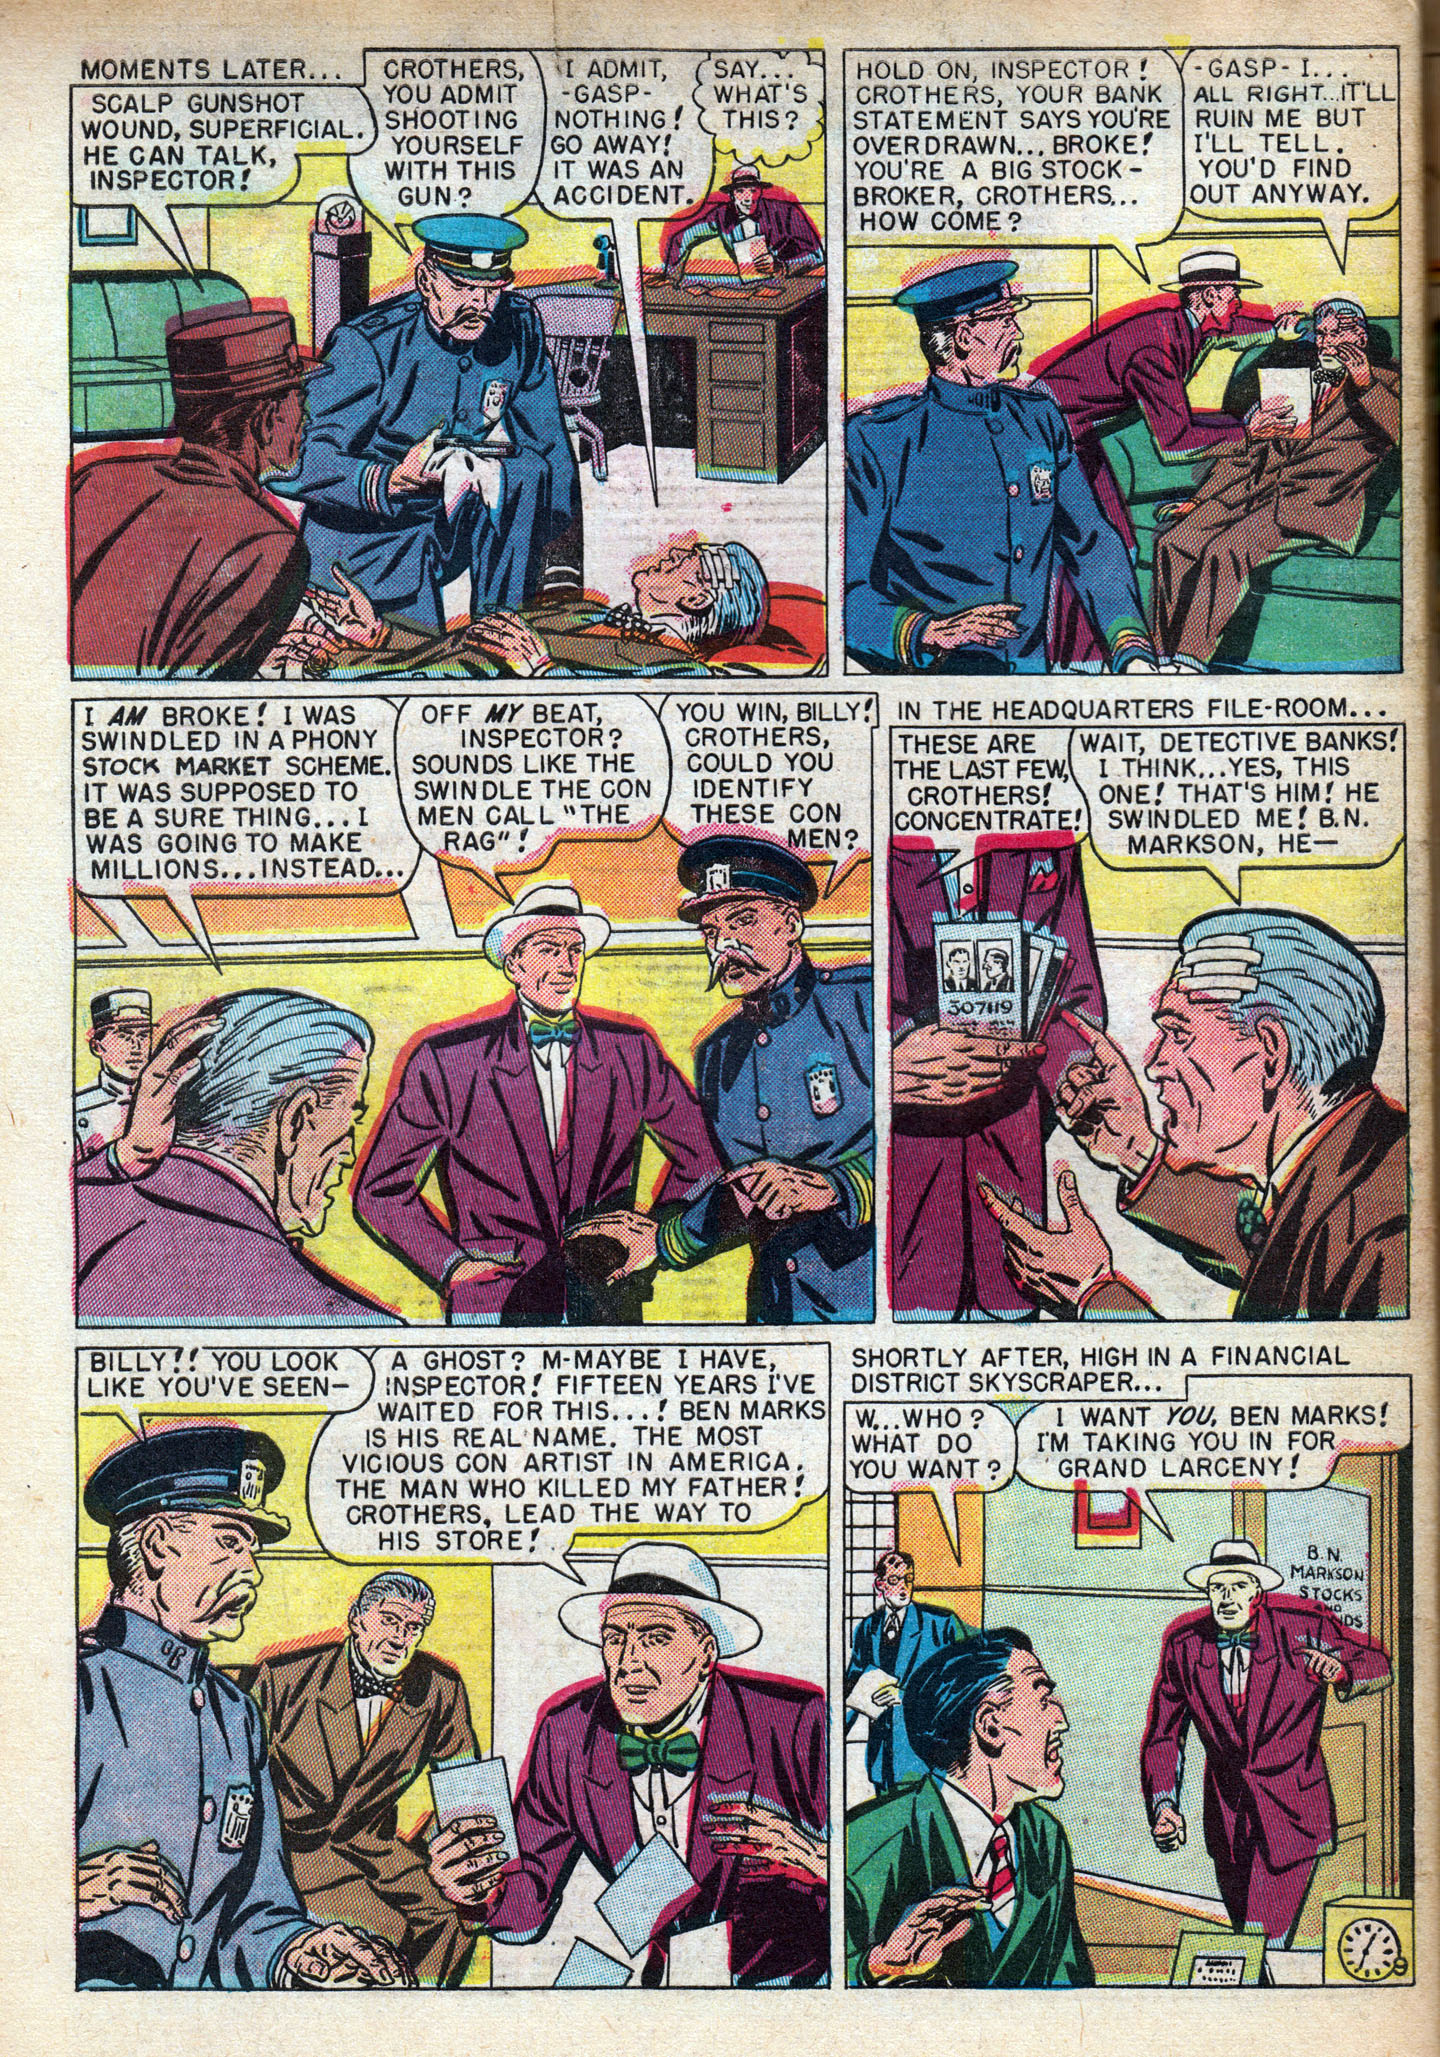 MOMENTS LATER...
SCALP GUNSHOT
WOUND, SUPERFICIAL.
HE CAN TALK,
INSPECTOR!
CROTHERS,
YOU ADMIT
SHOOTING
YOURSELF
WITH THIS
GUN?
I ADMIT,
-GASP-
NOTHING!
GO AWAY!
IT WAS AN
ACCIDENT.
SAY...
WHAT'S
THIS?
HOLD ON, INSPECTOR!
CROTHERS, YOUR BANK
STATEMENT SAYS YOU'RE
OVERDRAWN... BROKE!
YOU'RE A BIG STOCK-
BROKER, CROTHERS...
HOW COME?
-GASP- I...
ALL RIGHT...IT'LL
RUIN ME BUT
I'LL TELL.
YOU'D FIND
OUT ANYWAY.
I AM BROKE! I WAS
SWINDLED IN A PHONY
STOCK MARKET SCHEME.
IT WAS SUPPOSED TO
BE A SURE THING... I
WAS GOING TO MAKE
MILLIONS...INSTEAD...
OFF MY BEAT,
INSPECTOR?
SOUNDS LIKE THE
SWINDLE THE CON
MEN CALL "THE
RAG"!
YOU WIN, BILLY!
CROTHERS,
COULD YOU
IDENTIFY
THESE CON
MEN?
IN THE HEADQUARTERS FILE-ROOM...
THESE ARE
THE LAST FEW,
CROTHERS!
CONCENTRATE!
WAIT, DETECTIVE BANKS!
I THINK...YES, THIS
ONE! THAT'S HIM! HE
SWINDLED ME! B.N.
MARKSON, HE—
307119
BILLY!! YOU LOOK
LIKE YOU'VE SEEN—
A GHOST? M-MAYBE I HAVE,
INSPECTOR! FIFTEEN YEARS I'VE
WAITED FOR THIS...! BEN MARKS
IS HIS REAL NAME. THE MOST
VICIOUS CON ARTIST IN AMERICA.
THE MAN WHO KILLED MY FATHER!
CROTHERS, LEAD THE WAY TO
HIS STORE!
SHORTLY AFTER, HIGH IN A FINANCIAL
DISTRICT SKYSCRAPER...
W...WHO?
WHAT DO
YOU WANT?
I WANT YOU, BEN MARKS!
I'M TAKING YOU IN FOR
GRAND LARCENY!
B.N.
MARKSON
STOCKS
AND
NDS
9